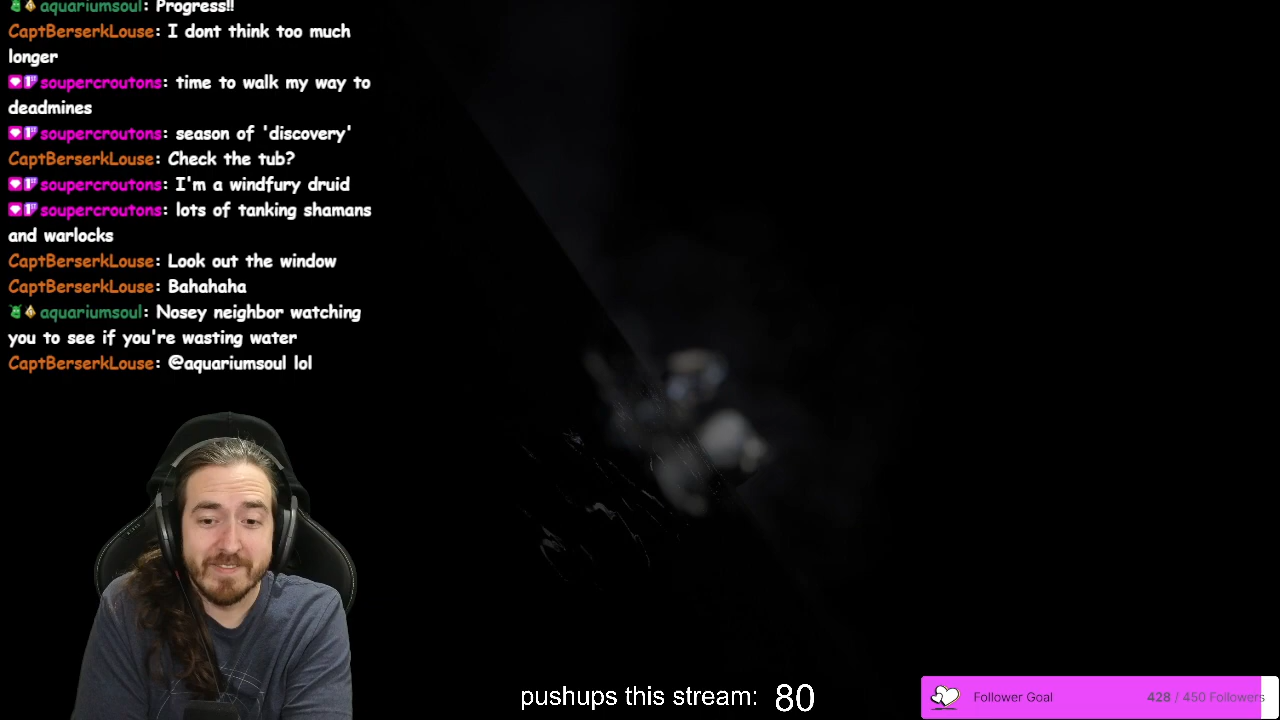 aquariumsoul: Progress!!
CaptBerserkLouse: I dont think too much
longer
soupercroutons: time to walk my way to
deadmines
soupercroutons: season of 'discovery'
CaptBerserkLouse: Check the tub?
soupercroutons: I'm a windfury druid
soupercroutons: lots of tanking shamans
and warlocks
CaptBerserkLouse: Look out the window
CaptBerserkLouse: Bahahaha
aquariumsoul: Nosey neighbor watching
you to see if you're wasting water
CaptBerserkLouse: @aquariumsoul lol
pushups this stream: 80
Follower Goal 428 / 450 Followers